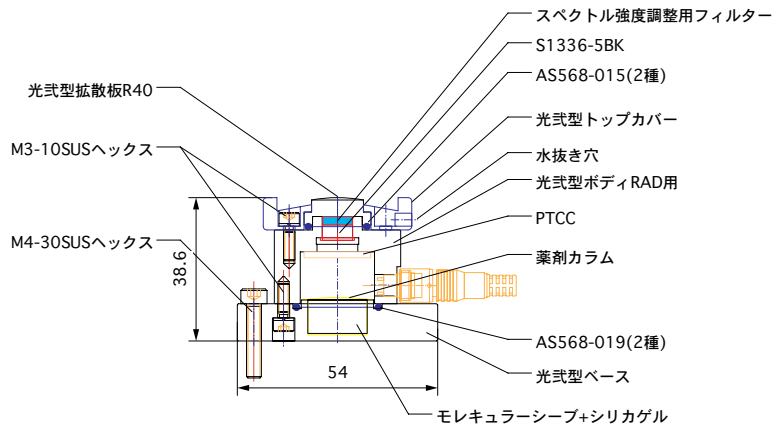 スペクトル強度調整用フィルター
S1336-5BK
AS568-015(2種)
光弐型拡散板R40
光弐型トップカバー
M3-10SUSヘックス
水抜き穴
光弐型ボディRAD用
PTCC
M4-30SUSヘックス
薬剤カラム
38.6
AS568-019(2種)
54
光弐型ベース
モレキュラーシーブ+シリカゲル